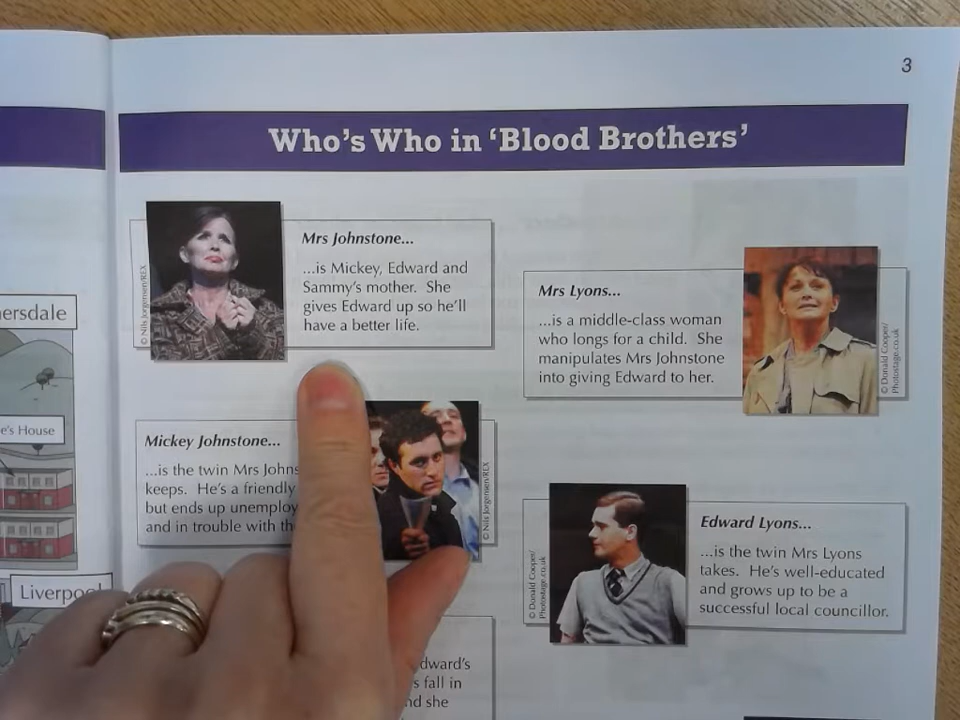 3
Who's Who in 'Blood Brothers'
Mrs Johnstone...
...is Mickey, Edward and
Sammy's mother. She
gives Edward up so he'll
have a better life.
© Nils Jorgensen/REX
Mrs Lyons...
...is a middle-class woman
who longs for a child. She
manipulates Mrs Johnstone
into giving Edward to her.
© Donald Cooper/
Photostage.co.uk
Mickey Johnstone...
...is the twin Mrs Johns
keeps. He's a friendly
but ends up unemploy
and in trouble with th
© Nils Jorgensen/REX
Edward Lyons...
...is the twin Mrs Lyons
takes. He's well-educated
and grows up to be a
successful local councillor.
© Donald Cooper/
Photostage.co.uk
dward's
s fall in
nd she
ersdale
e's House
Liverpool